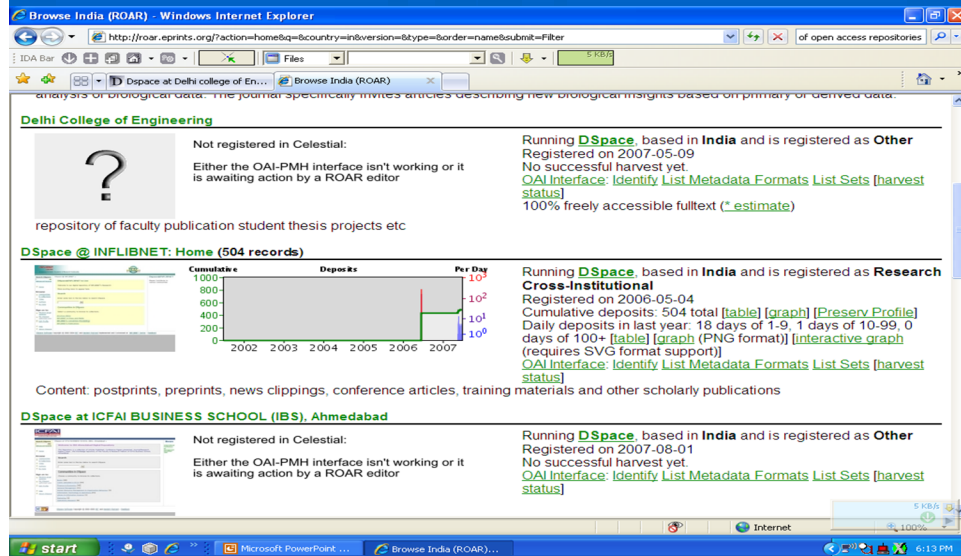 Browse India (ROAR) - Windows Internet Explorer
http://roar.eprints.org/?action=home&q=&country=in&version=&type=&order=name&submit=Filter
of open access repositories
IDA Bar
Files
5 KB/s
Dspace at Delhi college of En...
Browse India (ROAR)
analysis of biological data. The journal specifically invites articles describing new biological insights based on primary or derived data.
Delhi College of Engineering
Not registered in Celestial:
Either the OAI-PMH interface isn't working or it
is awaiting action by a ROAR editor
Running DSpace, based in India and is registered as Other
Registered on 2007-05-09
No successful harvest yet.
OAI Interface: Identify List Metadata Formats List Sets [harvest
status]
100% freely accessible fulltext (* estimate)
repository of faculty publication student thesis projects etc
DSpace @ INFLIBNET: Home (504 records)
Cumulative Deposits Per Day
1000
800
600
400
200
0
10³
10²
10¹
10⁰
2002 2003 2004 2005 2006 2007
Running DSpace, based in India and is registered as Research
Cross-Institutional
Registered on 2006-05-04
Cumulative deposits: 504 total [table] [graph] [Preserv Profile]
Daily deposits in last year: 18 days of 1-9, 1 days of 10-99, 0
days of 100+ [table] [graph (PNG format)] [interactive graph
(requires SVG format support)]
OAI Interface: Identify List Metadata Formats List Sets [harvest
status]
Content: postprints, preprints, news clippings, conference articles, training materials and other scholarly publications
DSpace at ICFAI BUSINESS SCHOOL (IBS), Ahmedabad
Not registered in Celestial:
Either the OAI-PMH interface isn't working or it
is awaiting action by a ROAR editor
Running DSpace, based in India and is registered as Other
Registered on 2007-08-01
No successful harvest yet.
OAI Interface: Identify List Metadata Formats List Sets [harvest
status]
5 KB/s
Internet
100%
start
Microsoft PowerPoint ...
Browse India (ROAR)...
6:13 PM